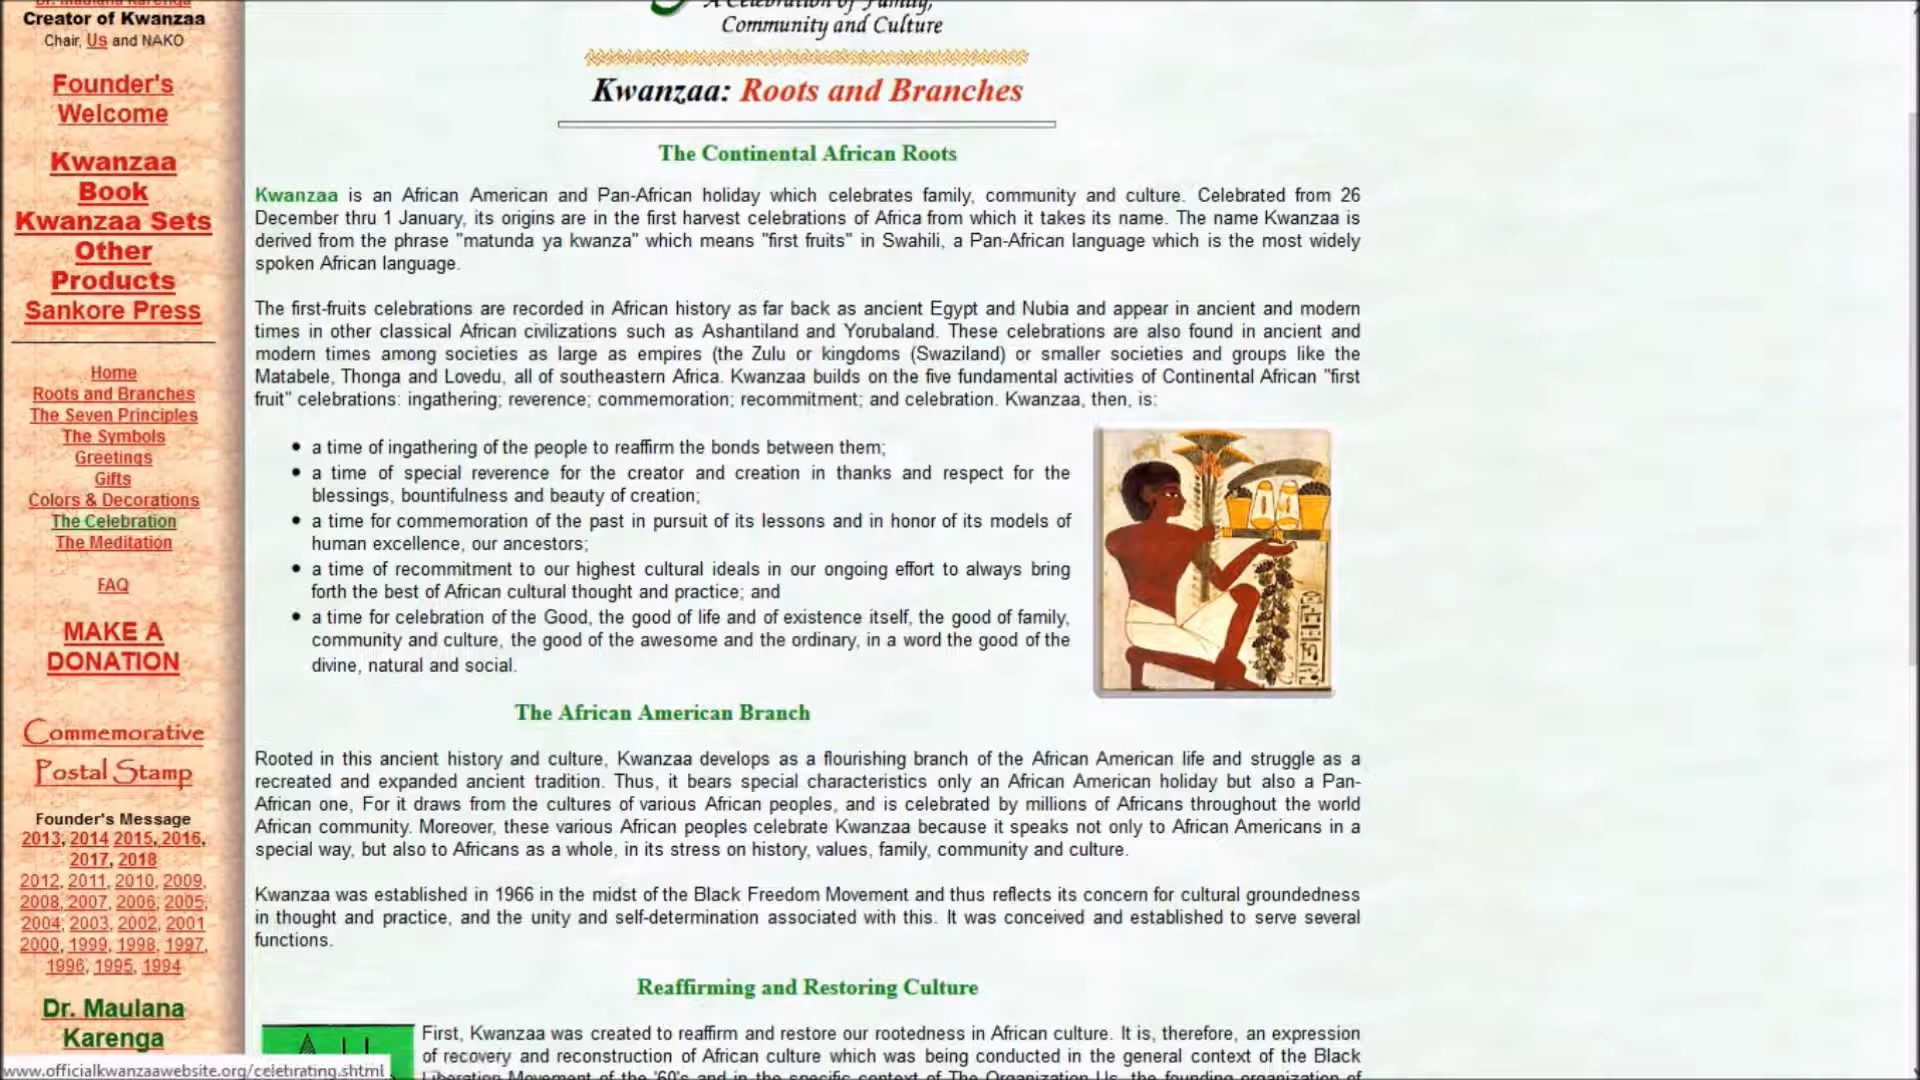 Dr. Maulana Karenga
Creator of Kwanzaa
Chair, Us and NAKO
Founder's
Welcome
Kwanzaa
Book
Kwanzaa Sets
Other
Products
Sankore Press
Home
Roots and Branches
The Seven Principles
The Symbols
Greetings
Gifts
Colors & Decorations
The Celebration
The Meditation
FAQ
MAKE A
DONATION
Commemorative
Postal Stamp
Founder's Message
2013; 2014 2015, 2016,
2017, 2018
2012, 2011, 2010, 2009,
2008, 2007, 2006, 2005,
2004, 2003, 2002, 2001
2000, 1999, 1998, 1997,
1996, 1995, 1994
Dr. Maulana
Karenga
www.officialkwanzaawebsite.org/celebrating.shtml
A Celebration of Family,
Community and Culture
Kwanzaa: Roots and Branches
The Continental African Roots
Kwanzaa is an African American and Pan-African holiday which celebrates family, community and culture. Celebrated from 26
December thru 1 January, its origins are in the first harvest celebrations of Africa from which it takes its name. The name Kwanzaa is
derived from the phrase "matunda ya kwanza" which means "first fruits" in Swahili, a Pan-African language which is the most widely
spoken African language.
The first-fruits celebrations are recorded in African history as far back as ancient Egypt and Nubia and appear in ancient and modern
times in other classical African civilizations such as Ashantiland and Yorubaland. These celebrations are also found in ancient and
modern times among societies as large as empires (the Zulu or kingdoms (Swaziland) or smaller societies and groups like the
Matabele, Thonga and Lovedu, all of southeastern Africa. Kwanzaa builds on the five fundamental activities of Continental African "first
fruit" celebrations: ingathering; reverence; commemoration; recommitment; and celebration. Kwanzaa, then, is:
a time of ingathering of the people to reaffirm the bonds between them;
a time of special reverence for the creator and creation in thanks and respect for the
blessings, bountifulness and beauty of creation;
a time for commemoration of the past in pursuit of its lessons and in honor of its models of
human excellence, our ancestors;
a time of recommitment to our highest cultural ideals in our ongoing effort to always bring
forth the best of African cultural thought and practice; and
a time for celebration of the Good, the good of life and of existence itself, the good of family,
community and culture, the good of the awesome and the ordinary, in a word the good of the
divine, natural and social.
The African American Branch
Rooted in this ancient history and culture, Kwanzaa develops as a flourishing branch of the African American life and struggle as a
recreated and expanded ancient tradition. Thus, it bears special characteristics only an African American holiday but also a Pan-
African one, For it draws from the cultures of various African peoples, and is celebrated by millions of Africans throughout the world
African community. Moreover, these various African peoples celebrate Kwanzaa because it speaks not only to African Americans in a
special way, but also to Africans as a whole, in its stress on history, values, family, community and culture.
Kwanzaa was established in 1966 in the midst of the Black Freedom Movement and thus reflects its concern for cultural groundedness
in thought and practice, and the unity and self-determination associated with this. It was conceived and established to serve several
functions.
Reaffirming and Restoring Culture
First, Kwanzaa was created to reaffirm and restore our rootedness in African culture. It is, therefore, an expression
of recovery and reconstruction of African culture which was being conducted in the general context of the Black
Liberation Movement of the '60's and in the specific context of The Organization Us, the founding organization of